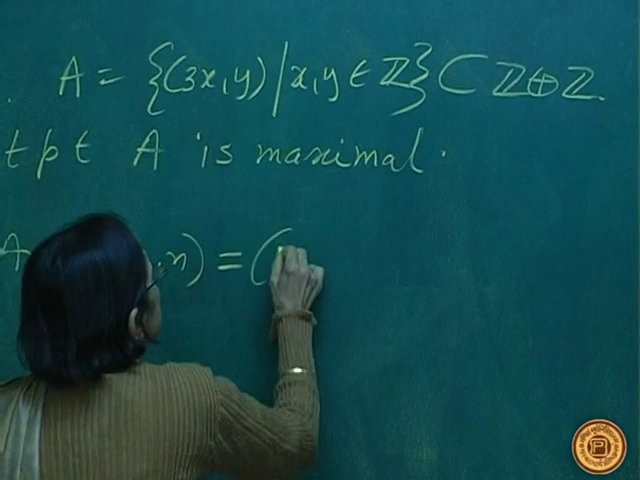 . A = {(3x, y) / x, y ∈ ℤ} ⊂ ℤ ⊕ ℤ.
t p t A is maximal.
A , n) = (